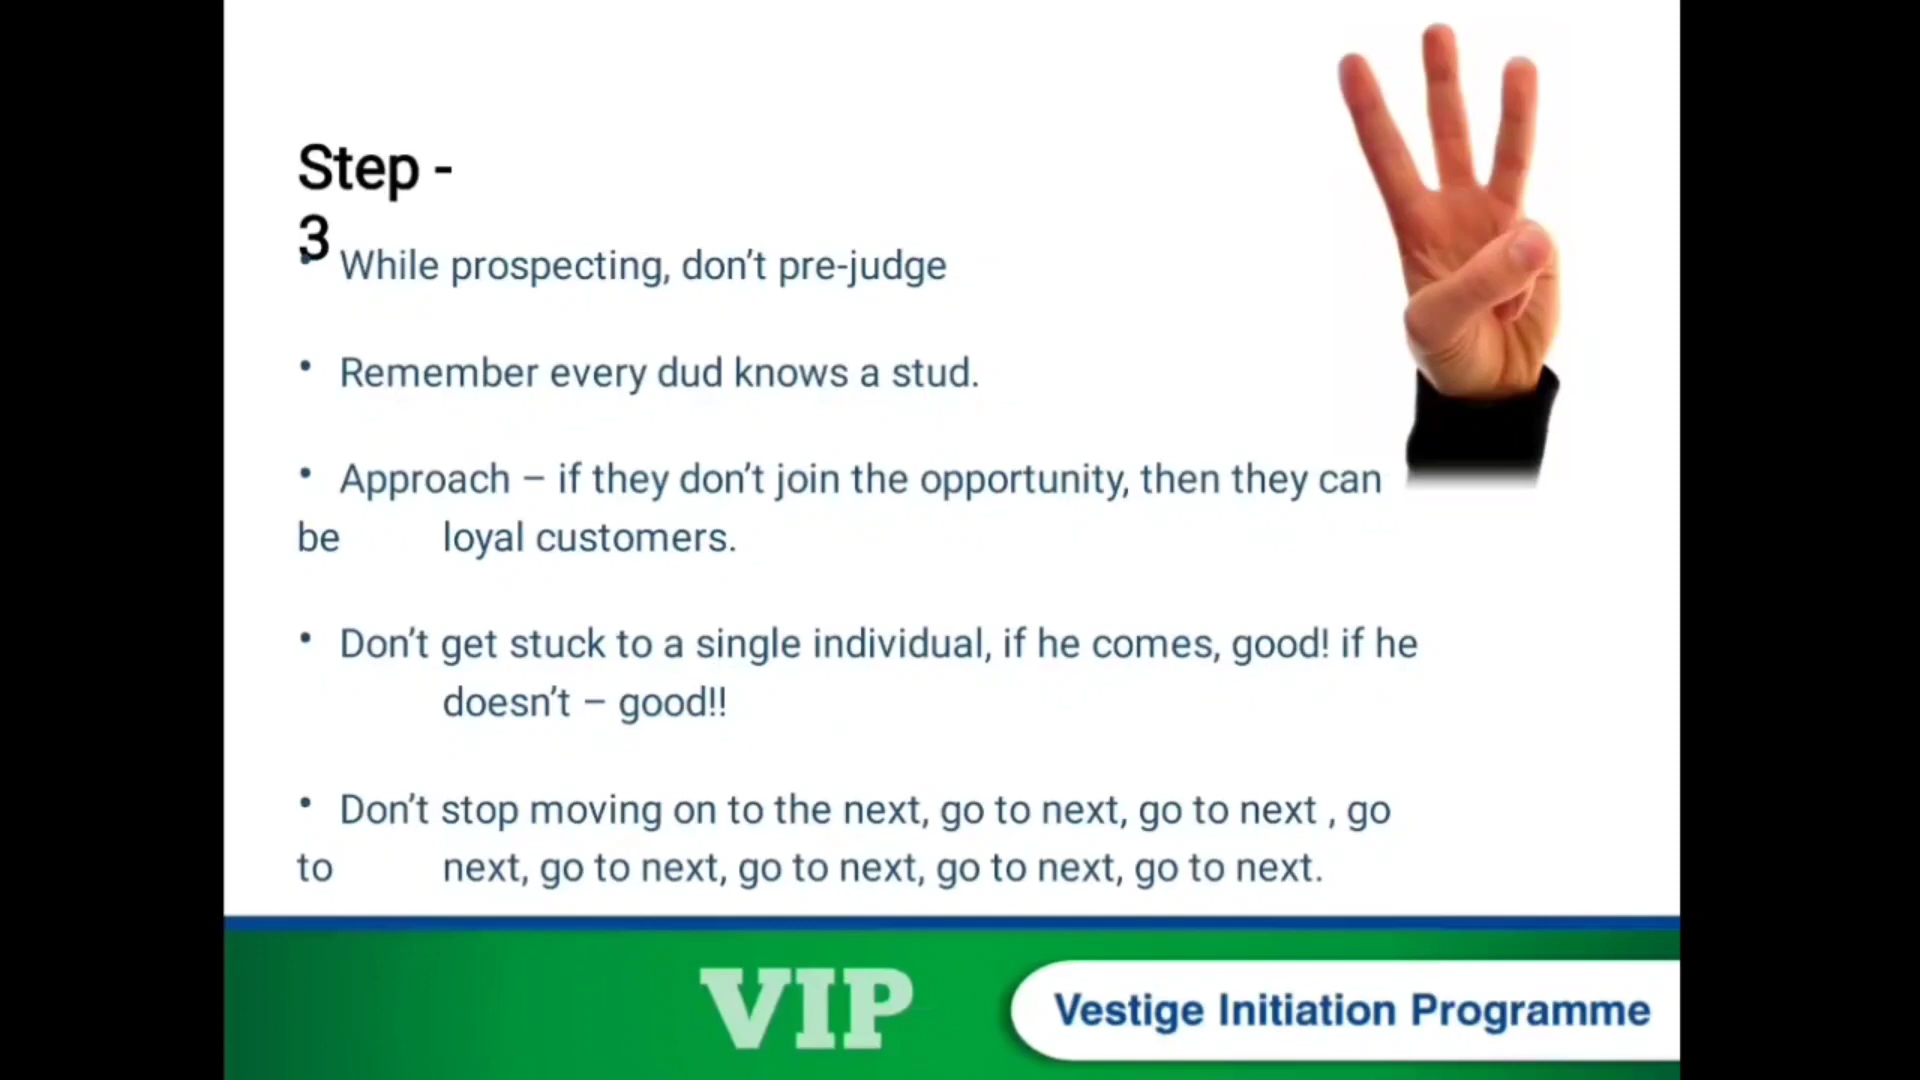 Step -
3
• While prospecting, don’t pre-judge
• Remember every dud knows a stud.
• Approach – if they don’t join the opportunity, then they can
be loyal customers.
• Don’t get stuck to a single individual, if he comes, good! if he
doesn’t – good!!
• Don’t stop moving on to the next, go to next, go to next , go
to next, go to next, go to next, go to next, go to next.
VIP
Vestige Initiation Programme